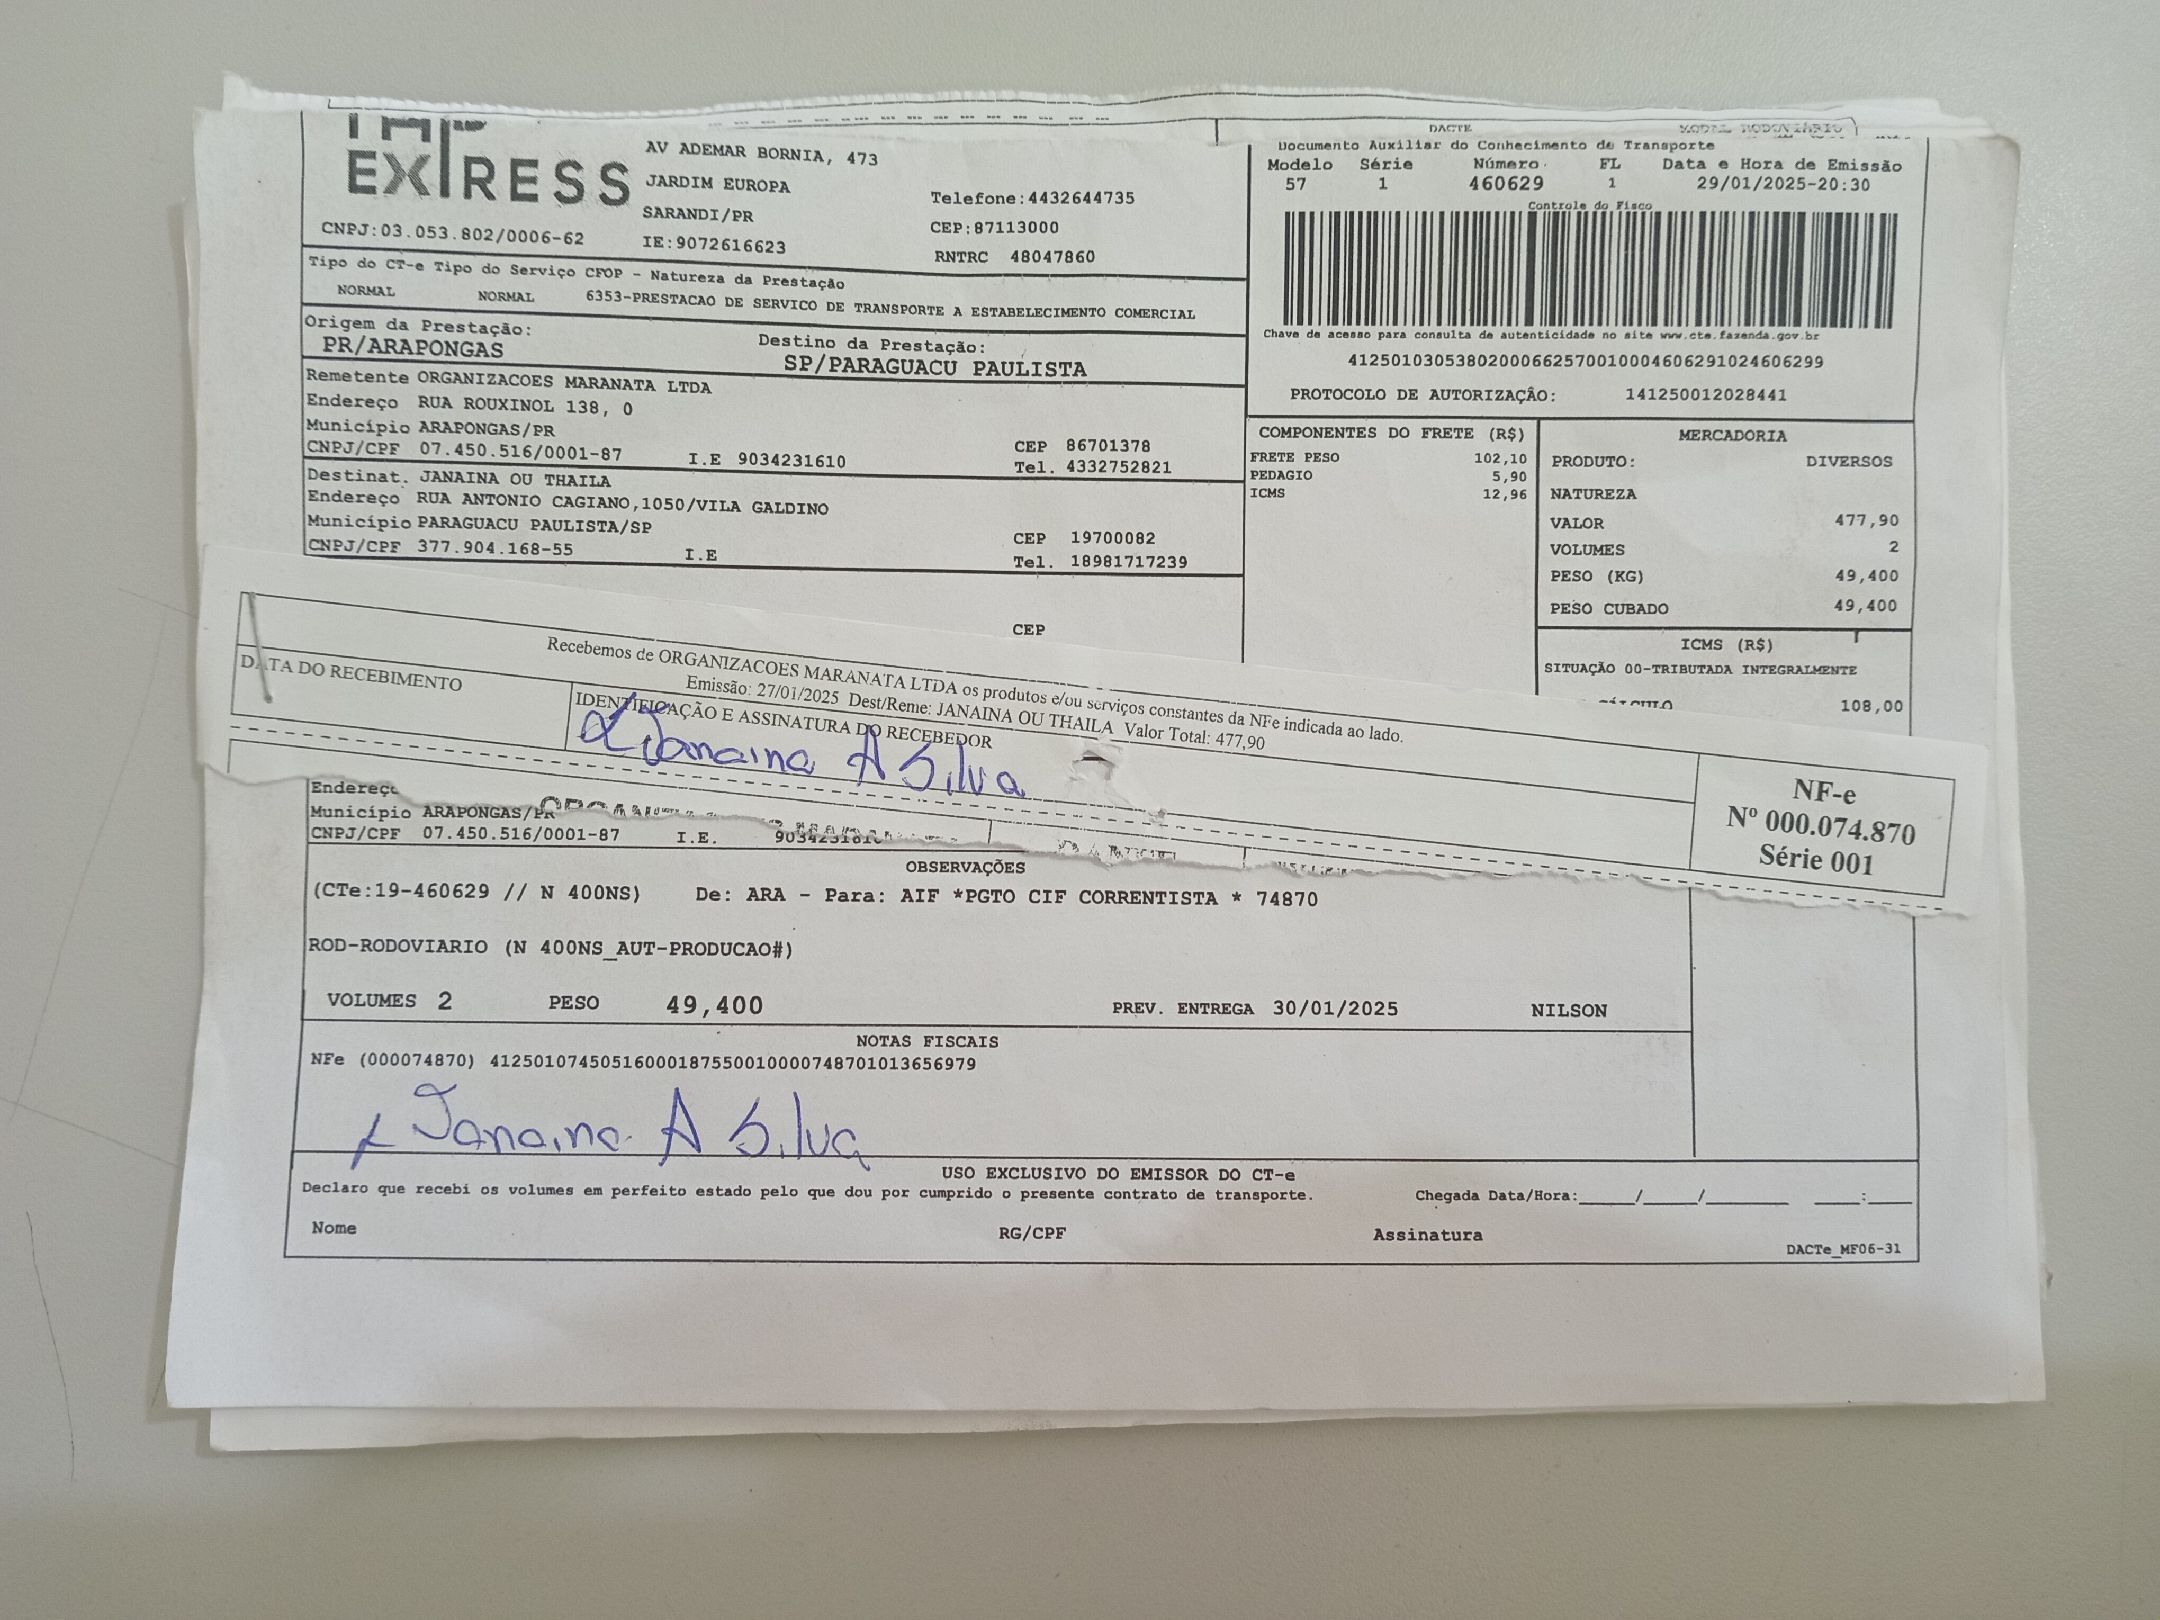 EXPRESS
CNPJ:03.053.802/0006-62
AV ADEMAR BORNIA, 473
JARDIM EUROPA
SARANDI/PR
IE:9072616623
Telefone:4432644735
CEP:87113000
RNTRC 48047860
DACTE
MODAL RODOVIÁRIO
Documento Auxiliar do Conhecimento de Transporte
Modelo Série Número FL Data e Hora de Emissão
57 1 460629 1 29/01/2025-20:30
Controle do Fisco
Chave de acesso para consulta de autenticidade no site www.cte.fazenda.gov.br
41250103053802000662570010004606291024606299
PROTOCOLO DE AUTORIZAÇÃO: 141250012028441
Tipo do CT-e Tipo do Serviço CFOP - Natureza da Prestação
NORMAL NORMAL 6353-PRESTACAO DE SERVICO DE TRANSPORTE A ESTABELECIMENTO COMERCIAL
Origem da Prestação: Destino da Prestação:
PR/ARAPONGAS SP/PARAGUACU PAULISTA
Remetente ORGANIZACOES MARANATA LTDA
Endereço RUA ROUXINOL 138, 0
Município ARAPONGAS/PR CEP 86701378
CNPJ/CPF 07.450.516/0001-87 I.E 9034231610 Tel. 4332752821
Destinat. JANAINA OU THAILA
Endereço RUA ANTONIO CAGIANO,1050/VILA GALDINO
Município PARAGUACU PAULISTA/SP CEP 19700082
CNPJ/CPF 377.904.168-55 I.E Tel. 18981717239
CEP
COMPONENTES DO FRETE (R$)
FRETE PESO 102,10
PEDAGIO 5,90
ICMS 12,96
MERCADORIA
PRODUTO: DIVERSOS
NATUREZA
VALOR 477,90
VOLUMES 2
PESO (KG) 49,400
PESO CUBADO 49,400
ICMS (R$)
SITUAÇÃO 00-TRIBUTADA INTEGRALMENTE
108,00
Recebemos de ORGANIZACOES MARANATA LTDA os produtos e/ou serviços constantes da NFe indicada ao lado.
Emissão: 27/01/2025 Dest/Reme: JANAINA OU THAILA Valor Total: 477,90
DATA DO RECEBIMENTO
IDENTIFICAÇÃO E ASSINATURA DO RECEBEDOR
Janaina A Silva
NF-e
Nº 000.074.870
Série 001
Endereço
Município ARAPONGAS/PR
CNPJ/CPF 07.450.516/0001-87 I.E. 9034231610
OBSERVAÇÕES
(CTe:19-460629 // N 400NS) De: ARA - Para: AIF *PGTO CIF CORRENTISTA * 74870
ROD-RODOVIARIO (N 400NS_AUT-PRODUCAO#)
VOLUMES 2 PESO 49,400 PREV. ENTREGA 30/01/2025 NILSON
NOTAS FISCAIS
NFe (000074870) 41250107450516000187550010000748701013656979
Janaina A Silva
USO EXCLUSIVO DO EMISSOR DO CT-e
Declaro que recebi os volumes em perfeito estado pelo que dou por cumprido o presente contrato de transporte. Chegada Data/Hora:____/____/______ ____:____
Nome RG/CPF Assinatura
DACTe_MF06-31